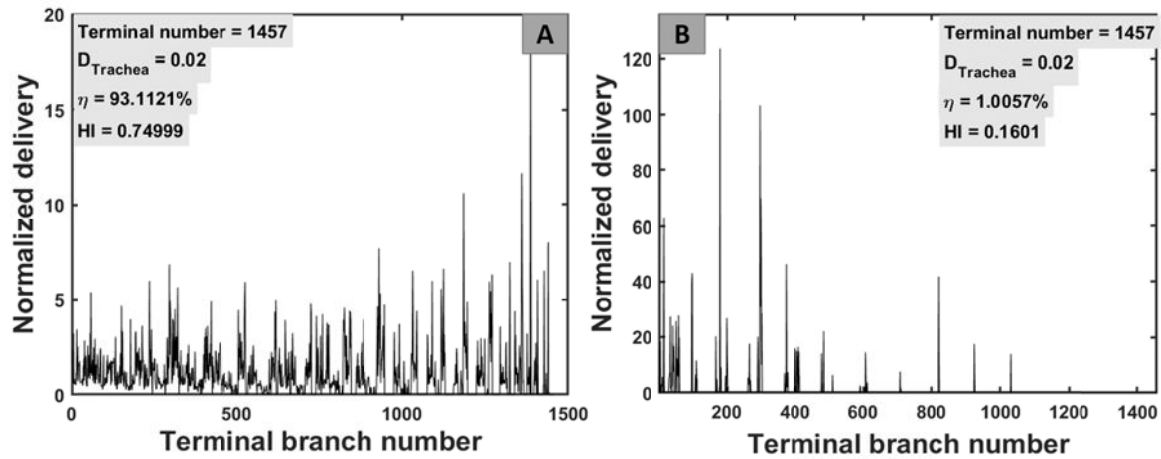 20
15
10
5
0
Normalized delivery
Terminal number = 1457
D_Trachea = 0.02
η = 93.1121%
HI = 0.74999
A
0 500 1000 1500
Terminal branch number
120
100
80
60
40
20
0
Normalized delivery
B
Terminal number = 1457
D_Trachea = 0.02
η = 1.0057%
HI = 0.1601
200 400 600 800 1000 1200 1400
Terminal branch number